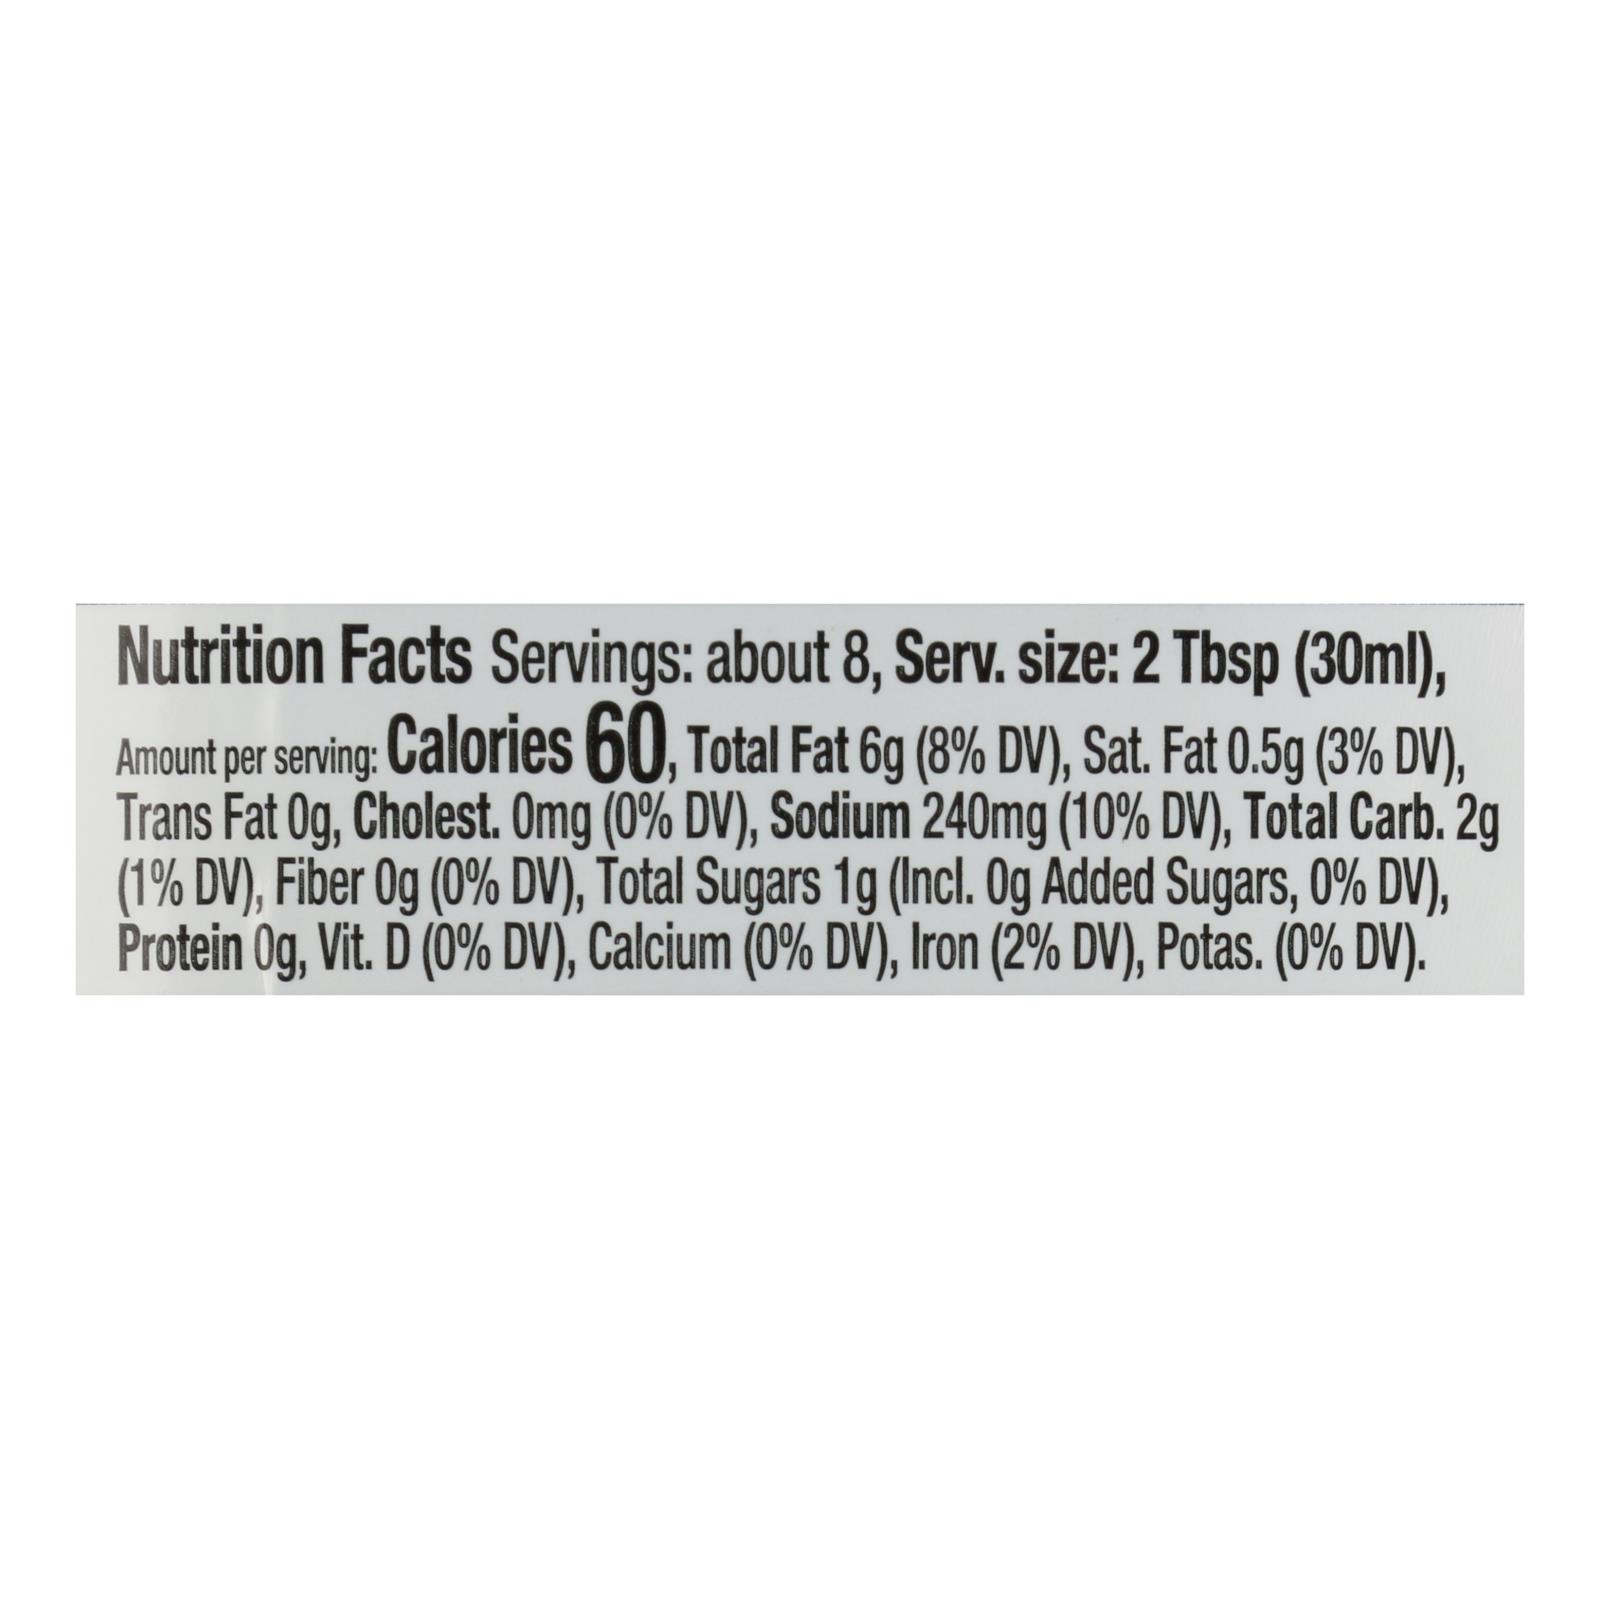 Nutrition Facts Servings: about 8, Serv. size: 2 Tbsp (30ml),
Amount per serving: Calories 60, Total Fat 6g (8% DV), Sat. Fat 0.5g (3% DV),
Trans Fat 0g, Cholest. 0mg (0% DV), Sodium 240mg (10% DV), Total Carb. 2g
(1% DV), Fiber 0g (0% DV), Total Sugars 1g (Incl. 0g Added Sugars, 0% DV),
Protein 0g, Vit. D (0% DV), Calcium (0% DV), Iron (2% DV), Potas. (0% DV).